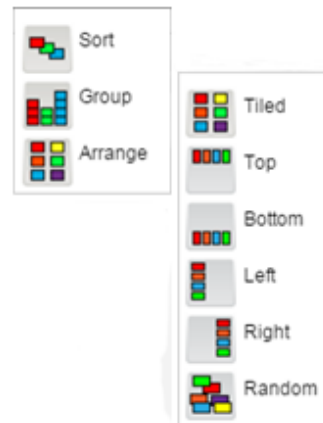 Sort
Group
Arrange
Tiled
Top
Bottom
Left
Right
Random